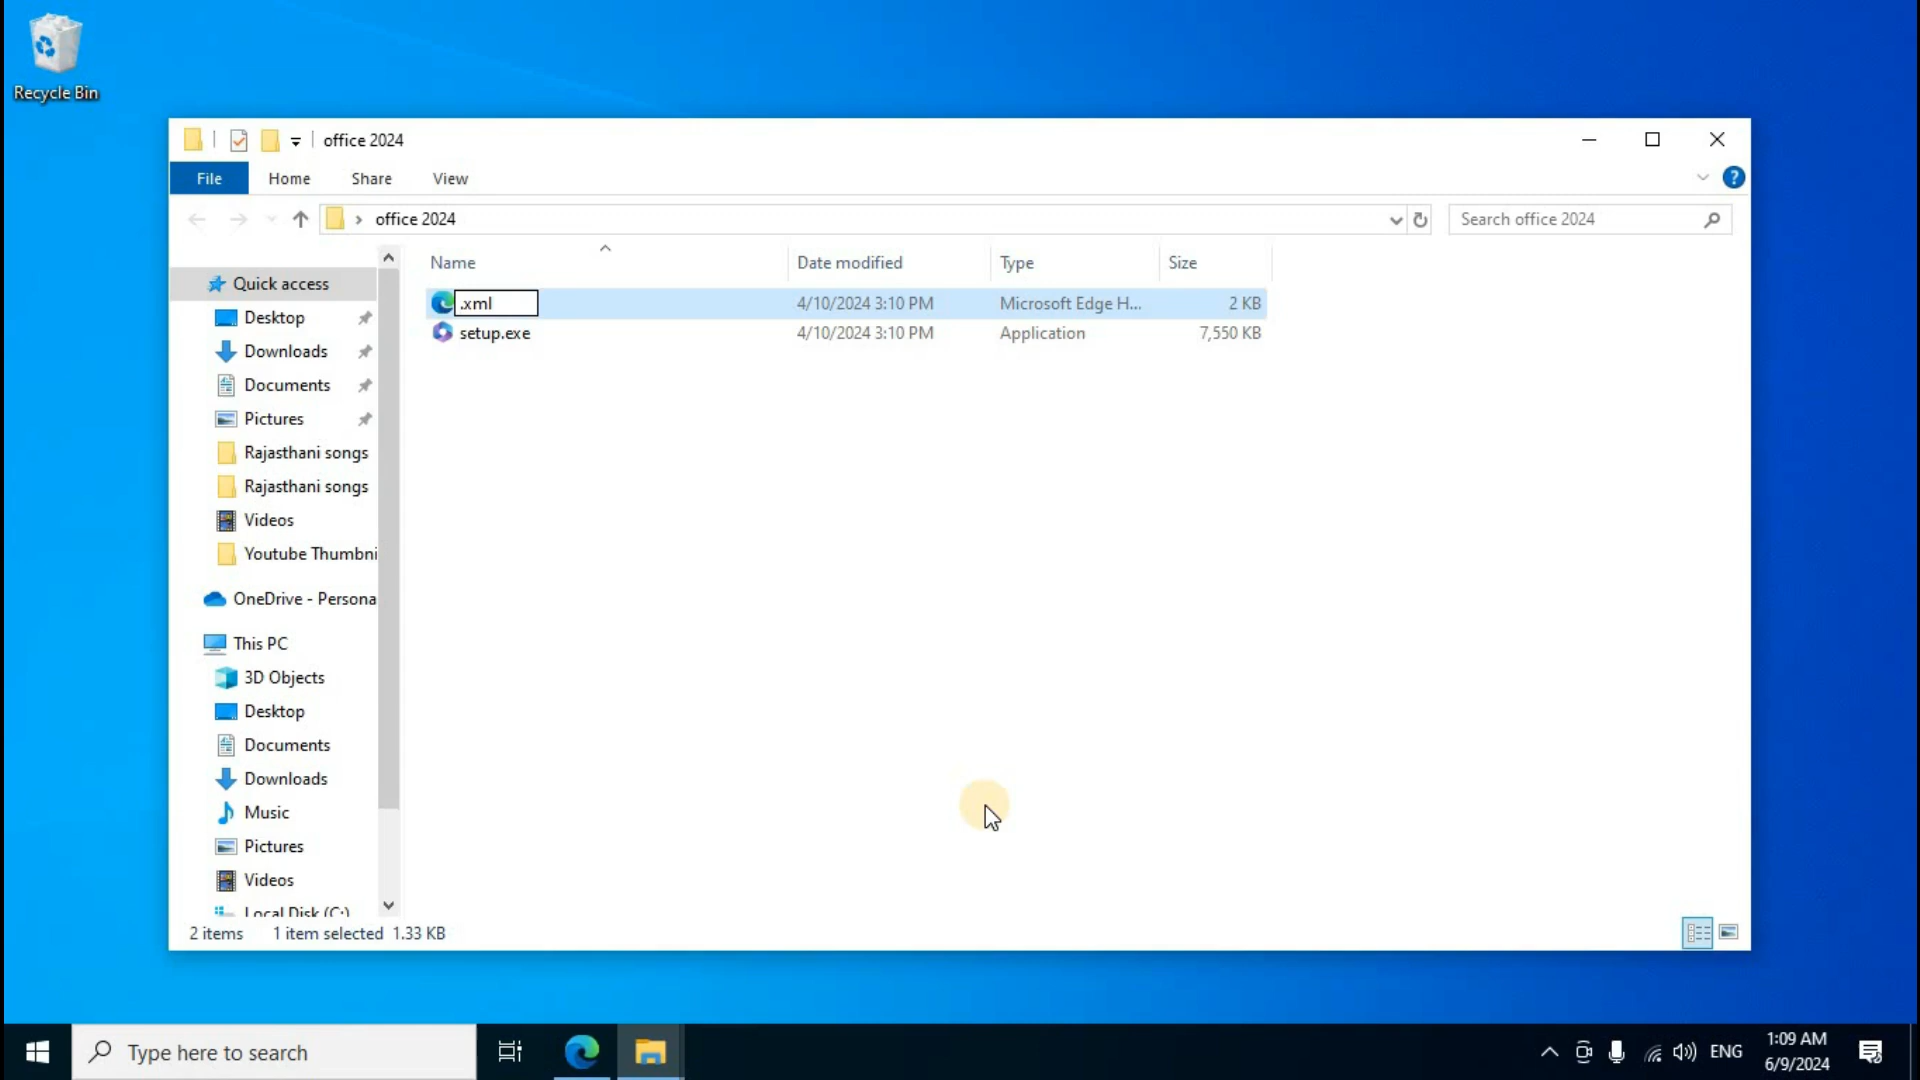 Recycle Bin
office 2024
File Home Share View
office 2024
Search office 2024
Name Date modified Type Size
.xml 4/10/2024 3:10 PM Microsoft Edge H... 2 KB
setup.exe 4/10/2024 3:10 PM Application 7,550 KB
Quick access
Desktop
Downloads
Documents
Pictures
Rajasthani songs
Rajasthani songs
Videos
Youtube Thumbni
OneDrive - Persona
This PC
3D Objects
Desktop
Documents
Downloads
Music
Pictures
Videos
Local Disk (C:)
2 items 1 item selected 1.33 KB
Type here to search
ENG
1:09 AM
6/9/2024